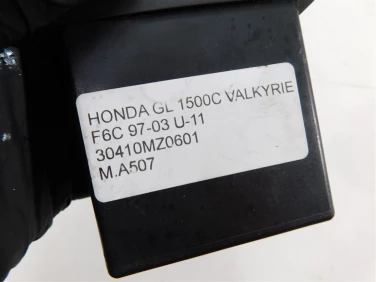 HONDA GL 1500C VALKYRIE
F6C 97-03 U-11
30410MZ0601
M.A507